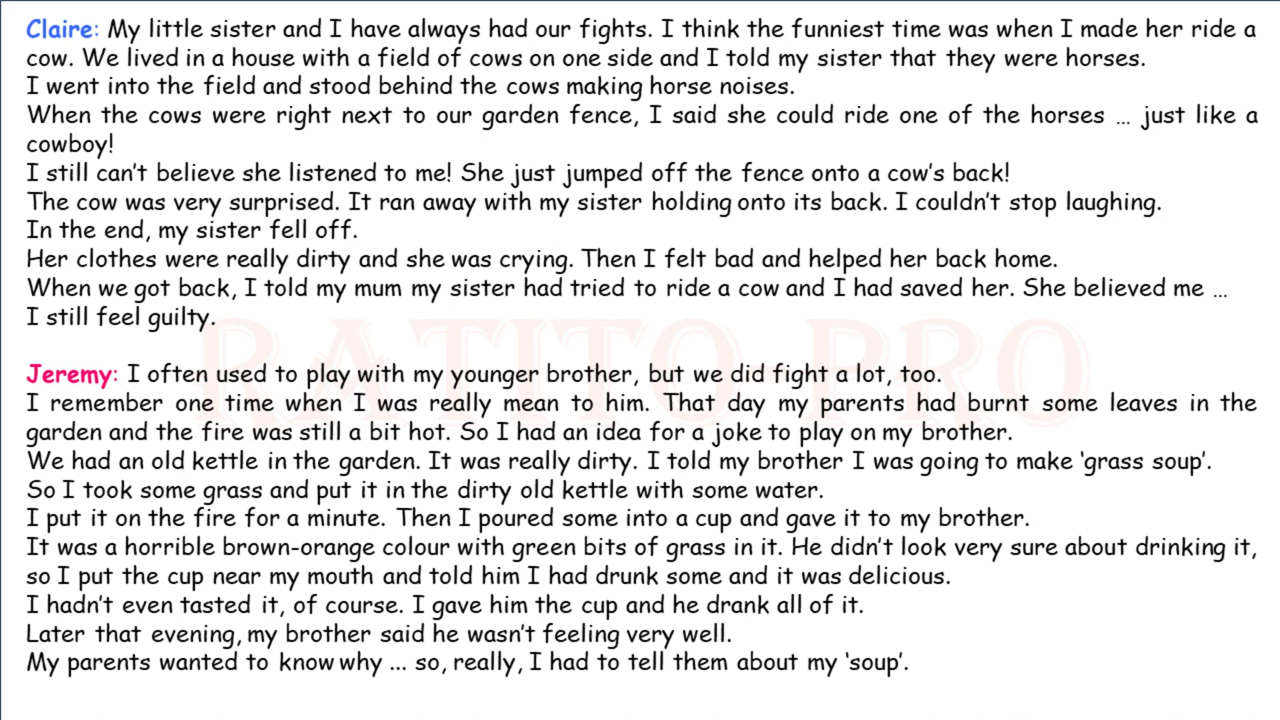 Claire: My little sister and I have always had our fights. I think the funniest time was when I made her ride a
cow. We lived in a house with a field of cows on one side and I told my sister that they were horses.
I went into the field and stood behind the cows making horse noises.
When the cows were right next to our garden fence, I said she could ride one of the horses … just like a
cowboy!
I still can't believe she listened to me! She just jumped off the fence onto a cow's back!
The cow was very surprised. It ran away with my sister holding onto its back. I couldn't stop laughing.
In the end, my sister fell off.
Her clothes were really dirty and she was crying. Then I felt bad and helped her back home.
When we got back, I told my mum my sister had tried to ride a cow and I had saved her. She believed me …
I still feel guilty.
RATITO PRO
Jeremy: I often used to play with my younger brother, but we did fight a lot, too.
I remember one time when I was really mean to him. That day my parents had burnt some leaves in the
garden and the fire was still a bit hot. So I had an idea for a joke to play on my brother.
We had an old kettle in the garden. It was really dirty. I told my brother I was going to make 'grass soup'.
So I took some grass and put it in the dirty old kettle with some water.
I put it on the fire for a minute. Then I poured some into a cup and gave it to my brother.
It was a horrible brown-orange colour with green bits of grass in it. He didn't look very sure about drinking it,
so I put the cup near my mouth and told him I had drunk some and it was delicious.
I hadn't even tasted it, of course. I gave him the cup and he drank all of it.
Later that evening, my brother said he wasn't feeling very well.
My parents wanted to know why ... so, really, I had to tell them about my 'soup'.